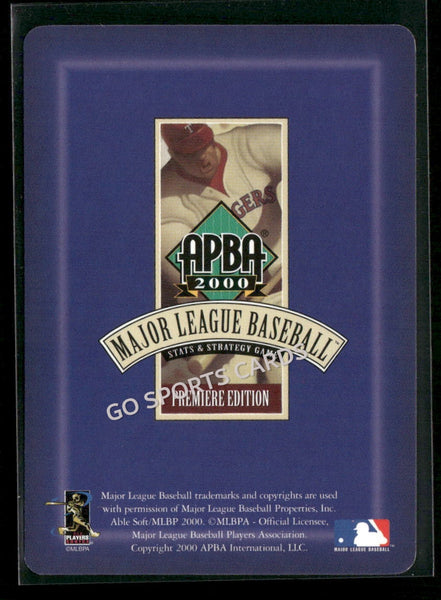 T
GERS
APBA®
2000
MAJOR LEAGUE BASEBALL™
STATS & STRATEGY GAME
GO SPORTS CARDS
PREMIERE EDITION
Major League Baseball trademarks and copyrights are used
with permission of Major League Baseball Properties, Inc.
Able Soft/MLBP 2000. ©MLBPA - Official Licensee,
Major League Baseball Players Association.
Copyright 2000 APBA International, LLC.
PLAYERS
CHOICE
©MLBPA
MAJOR LEAGUE BASEBALL